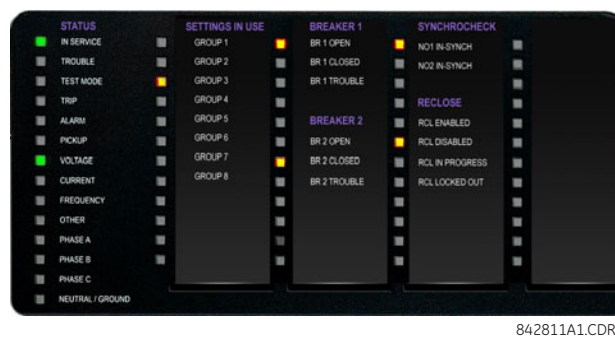 STATUS
IN SERVICE
TROUBLE
TEST MODE
TRIP
ALARM
PICKUP
VOLTAGE
CURRENT
FREQUENCY
OTHER
PHASE A
PHASE B
PHASE C
NEUTRAL / GROUND
SETTINGS IN USE
GROUP 1
GROUP 2
GROUP 3
GROUP 4
GROUP 5
GROUP 6
GROUP 7
GROUP 8
BREAKER 1
BR 1 OPEN
BR 1 CLOSED
BR 1 TROUBLE
BREAKER 2
BR 2 OPEN
BR 2 CLOSED
BR 2 TROUBLE
SYNCHROCHECK
NO1 IN-SYNCH
NO2 IN-SYNCH
RECLOSE
RCL ENABLED
RCL DISABLED
RCL IN PROGRESS
RCL LOCKED OUT
842811A1.CDR